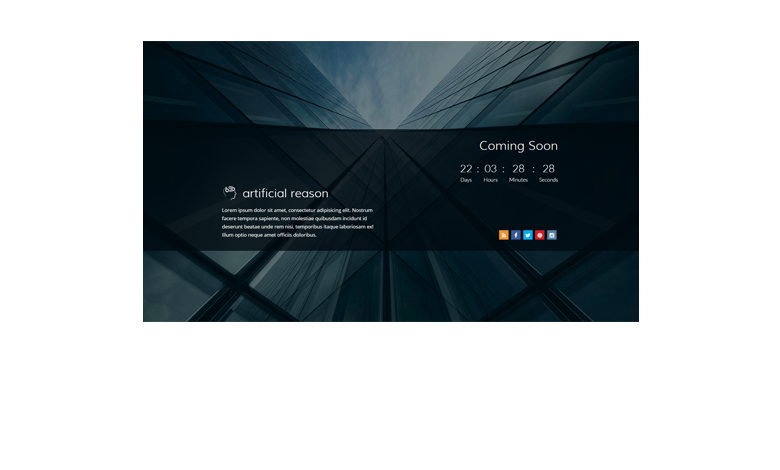 Coming Soon
22 : 03 : 28 : 28
Days Hours Minutes Seconds
artificial reason
Lorem ipsum dolor sit amet, consectetur adipisicing elit. Nostrum
facere tempora sapiente, non molestiae quibusdam incidunt id
deserunt beatae unde rem nisi, temporibus itaque laboriosam ex!
Illum optio neque amet officiis doloribus.